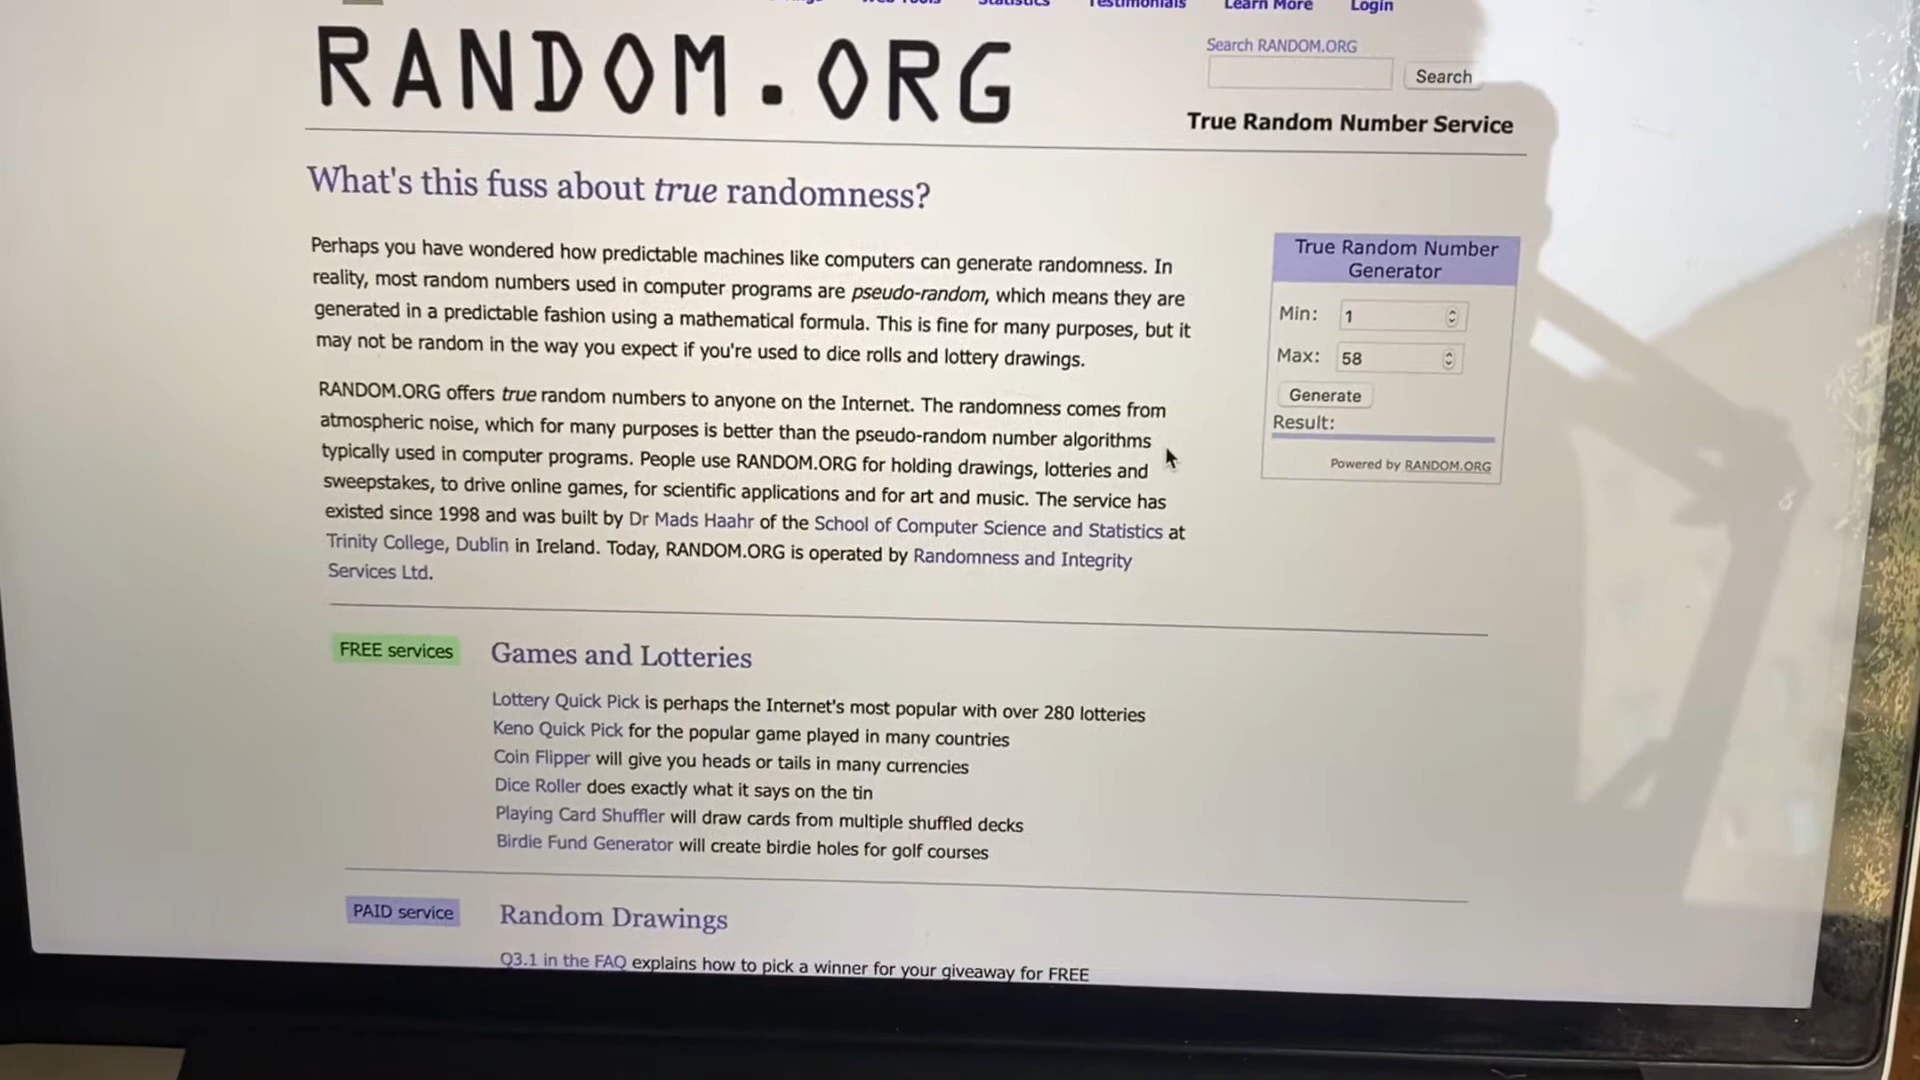 Statistics Testimonials Learn More Login
RANDOM.ORG
Search RANDOM.ORG
Search
True Random Number Service
What's this fuss about true randomness?
Perhaps you have wondered how predictable machines like computers can generate randomness. In
reality, most random numbers used in computer programs are pseudo-random, which means they are
generated in a predictable fashion using a mathematical formula. This is fine for many purposes, but it
may not be random in the way you expect if you're used to dice rolls and lottery drawings.
RANDOM.ORG offers true random numbers to anyone on the Internet. The randomness comes from
atmospheric noise, which for many purposes is better than the pseudo-random number algorithms
typically used in computer programs. People use RANDOM.ORG for holding drawings, lotteries and
sweepstakes, to drive online games, for scientific applications and for art and music. The service has
existed since 1998 and was built by Dr Mads Haahr of the School of Computer Science and Statistics at
Trinity College, Dublin in Ireland. Today, RANDOM.ORG is operated by Randomness and Integrity
Services Ltd.
True Random Number
Generator
Min: 1
Max: 58
Generate
Result:
Powered by RANDOM.ORG
FREE services
Games and Lotteries
Lottery Quick Pick is perhaps the Internet's most popular with over 280 lotteries
Keno Quick Pick for the popular game played in many countries
Coin Flipper will give you heads or tails in many currencies
Dice Roller does exactly what it says on the tin
Playing Card Shuffler will draw cards from multiple shuffled decks
Birdie Fund Generator will create birdie holes for golf courses
PAID service
Random Drawings
Q3.1 in the FAQ explains how to pick a winner for your giveaway for FREE